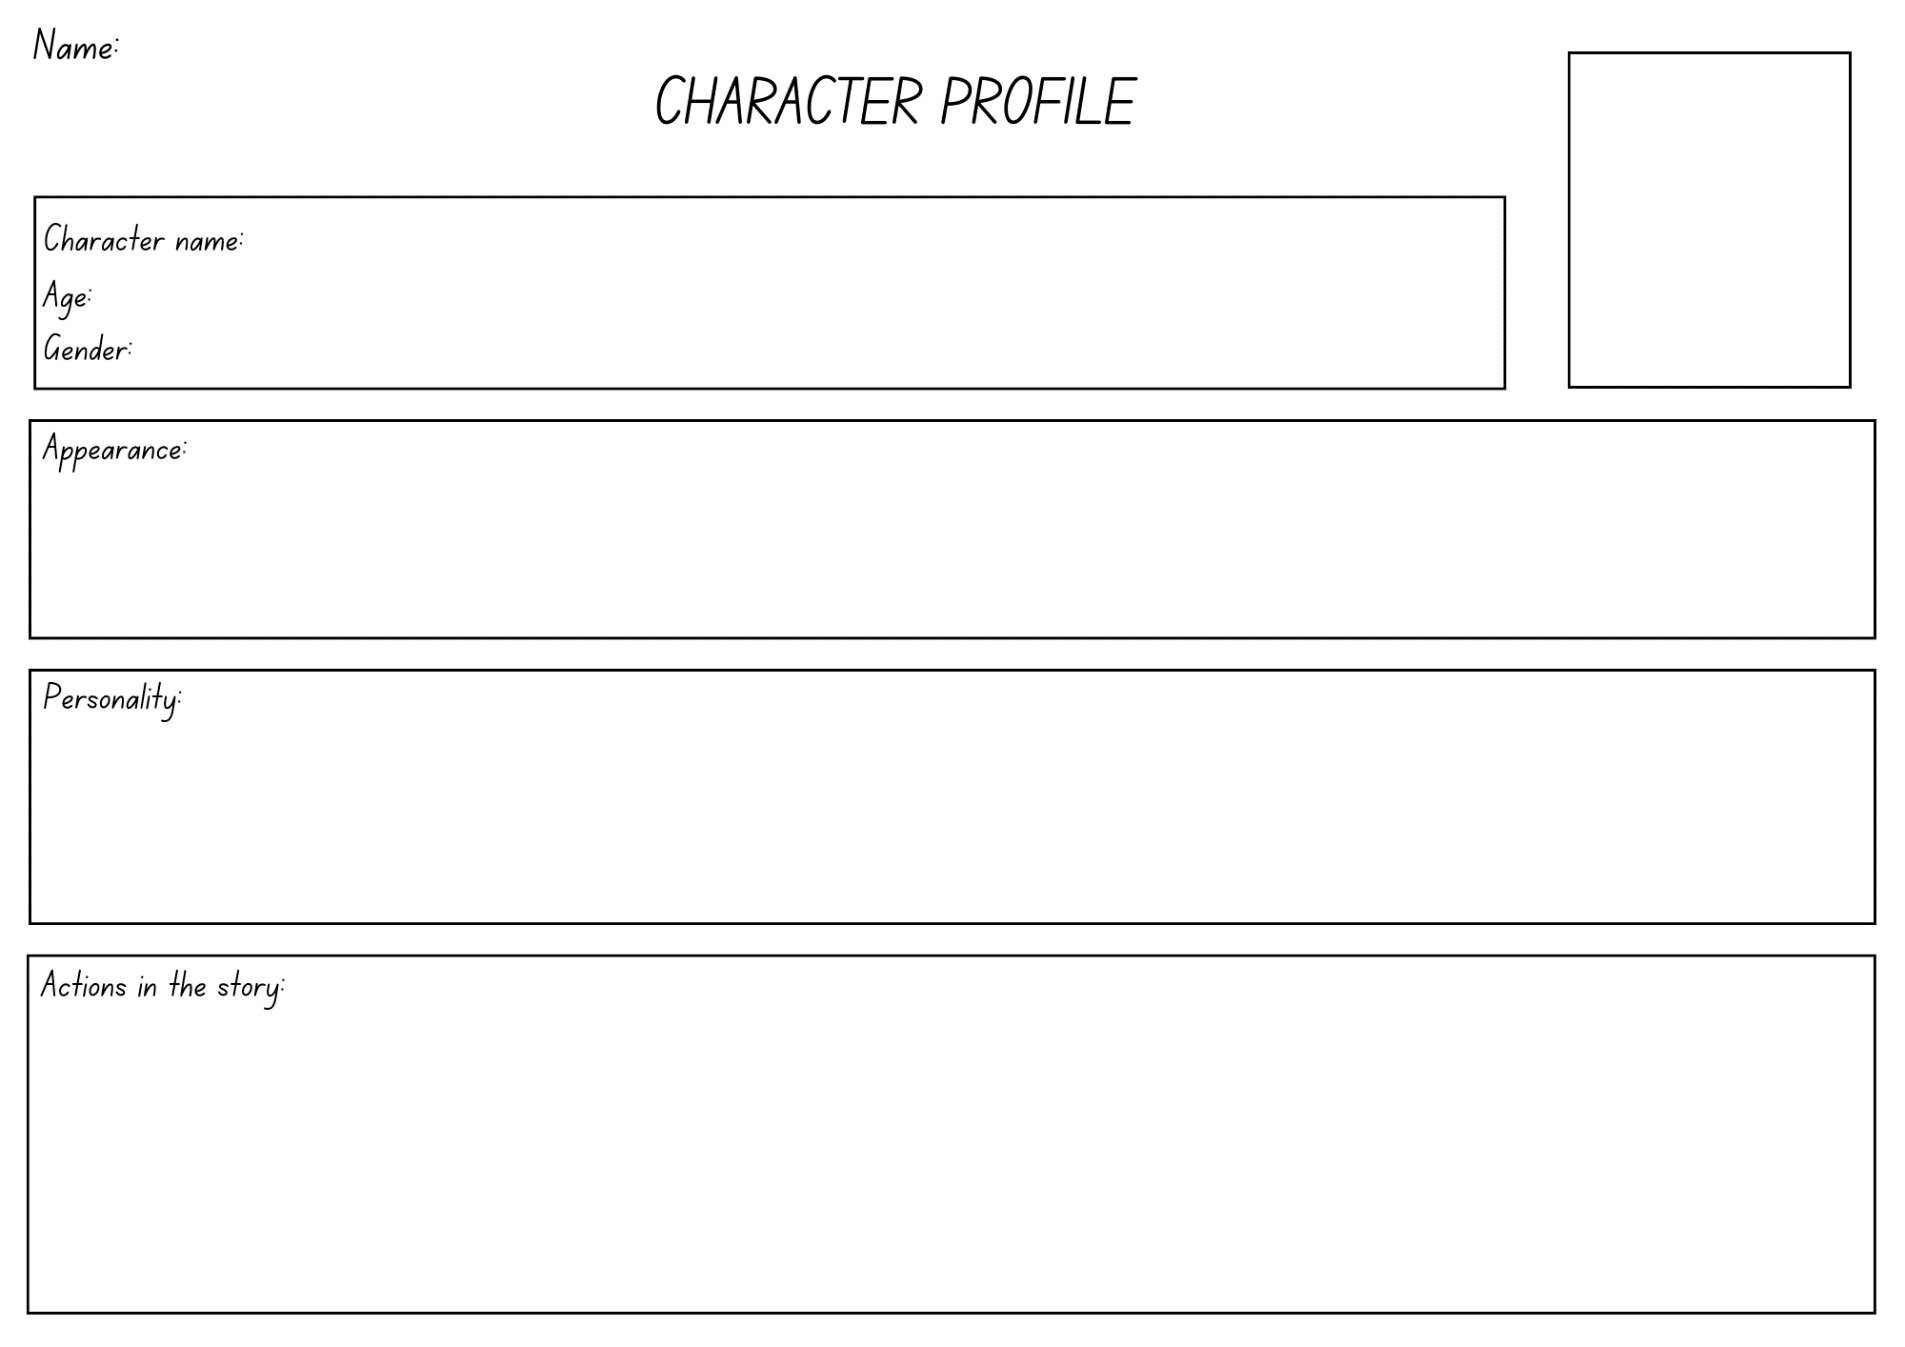 Name:
CHARACTER PROFILE
Character name:
Age:
Gender:
Appearance:
Personality:
Actions in the story: